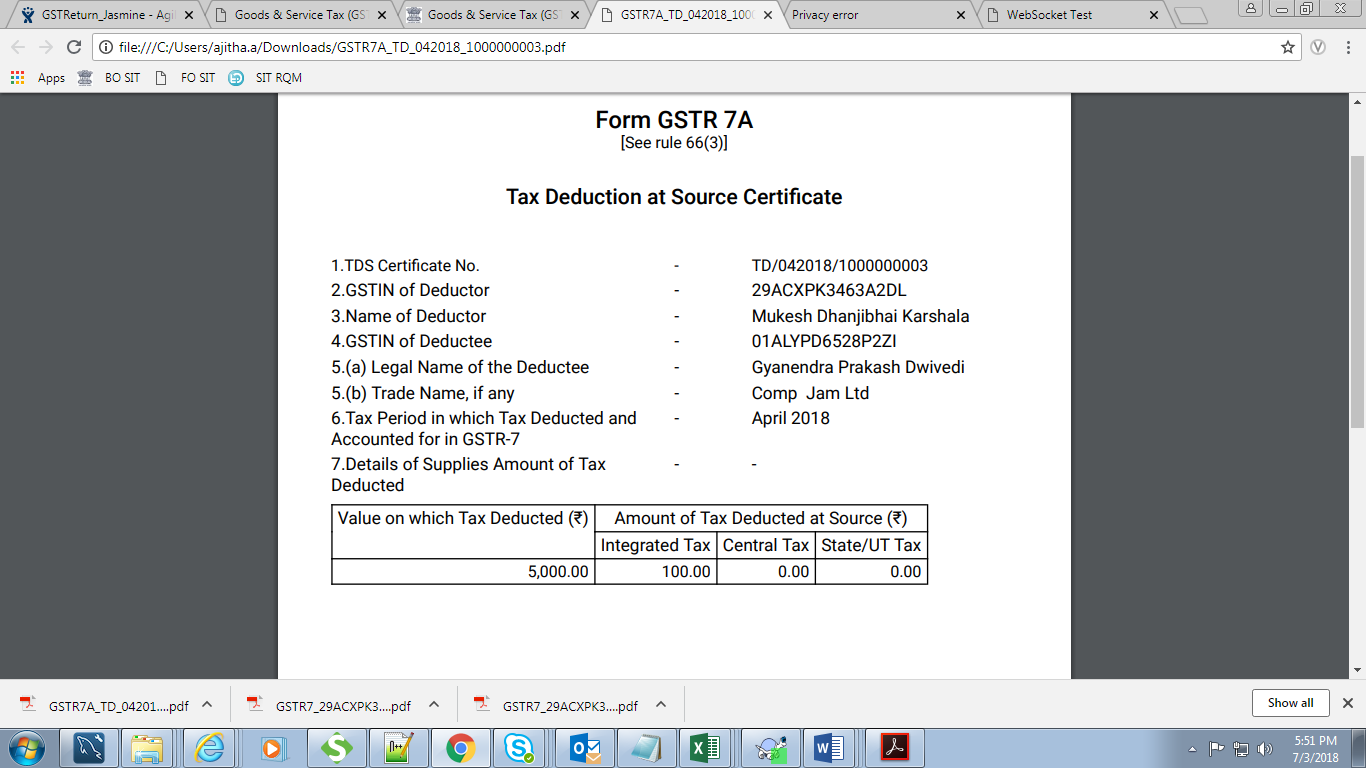 GSTReturn_Jasmine - Agil
Goods & Service Tax (GST
Goods & Service Tax (GST
GSTR7A_TD_042018_1000
Privacy error
WebSocket Test
file:///C:/Users/ajitha.a/Downloads/GSTR7A_TD_042018_1000000003.pdf
Apps BO SIT FO SIT SIT RQM
Form GSTR 7A
[See rule 66(3)]
Tax Deduction at Source Certificate
1.TDS Certificate No. - TD/042018/1000000003
2.GSTIN of Deductor - 29ACXPK3463A2DL
3.Name of Deductor - Mukesh Dhanjibhai Karshala
4.GSTIN of Deductee - 01ALYPD6528P2ZI
5.(a) Legal Name of the Deductee - Gyanendra Prakash Dwivedi
5.(b) Trade Name, if any - Comp Jam Ltd
6.Tax Period in which Tax Deducted and - April 2018
Accounted for in GSTR-7
7.Details of Supplies Amount of Tax - -
Deducted
Value on which Tax Deducted (₹) Amount of Tax Deducted at Source (₹)
Integrated Tax Central Tax State/UT Tax
5,000.00 100.00 0.00 0.00
GSTR7A_TD_04201....pdf GSTR7_29ACXPK3....pdf GSTR7_29ACXPK3....pdf Show all
5:51 PM
7/3/2018